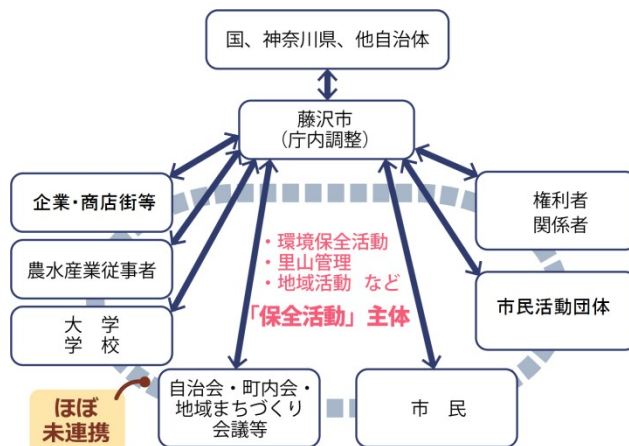 国、神奈川県、他自治体
藤沢市
（庁内調整）
企業・商店街等
農水産業従事者
大　学
学校
権利者
関係者
市民活動団体
・環境保全活動
・里山管理
・地域活動 など
「保全活動」主体
自治会・町内会・
地域まちづくり
会議等
市　民
ほぼ
未連携